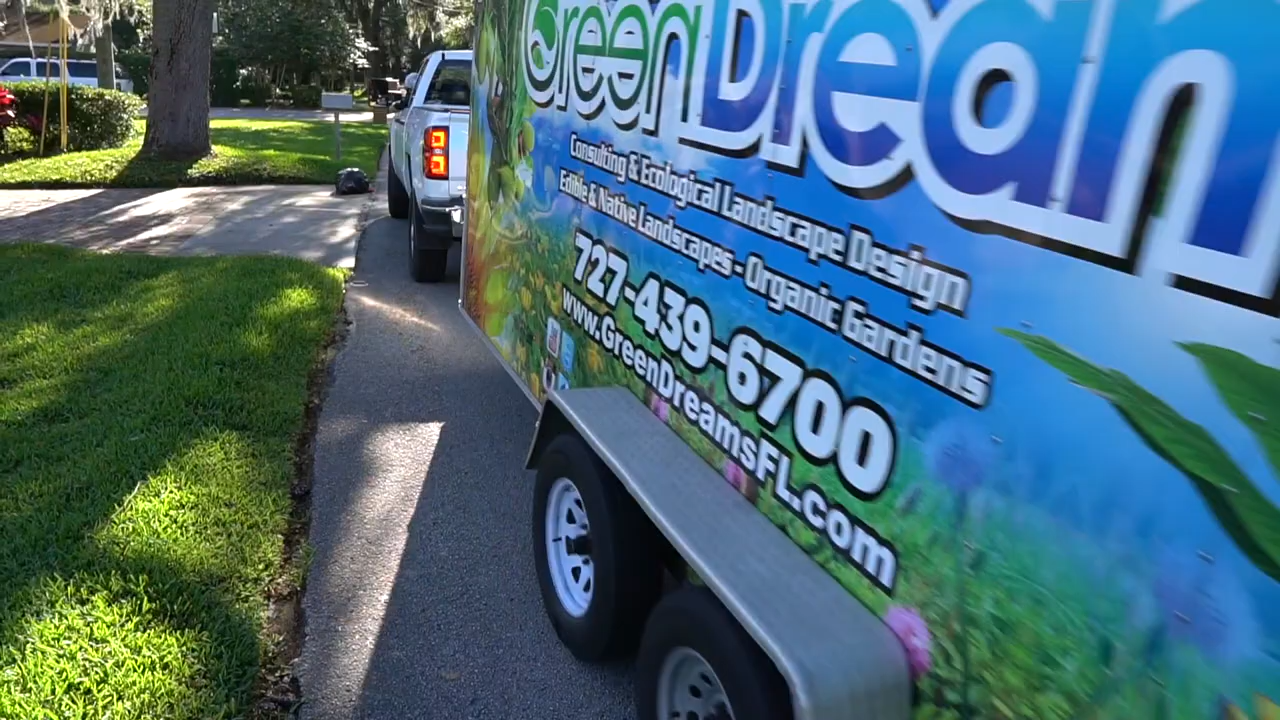 GreenDream
Consulting & Ecological Landscape Design
Edible & Native Landscapes - Organic Gardens
727-439-6700
www.GreenDreamsFL.com